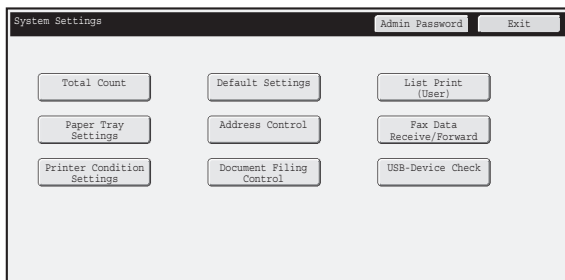 System Settings
Admin Password
Exit
Total Count
Default Settings
List Print
(User)
Paper Tray
Settings
Address Control
Fax Data
Receive/Forward
Printer Condition
Settings
Document Filing
Control
USB-Device Check